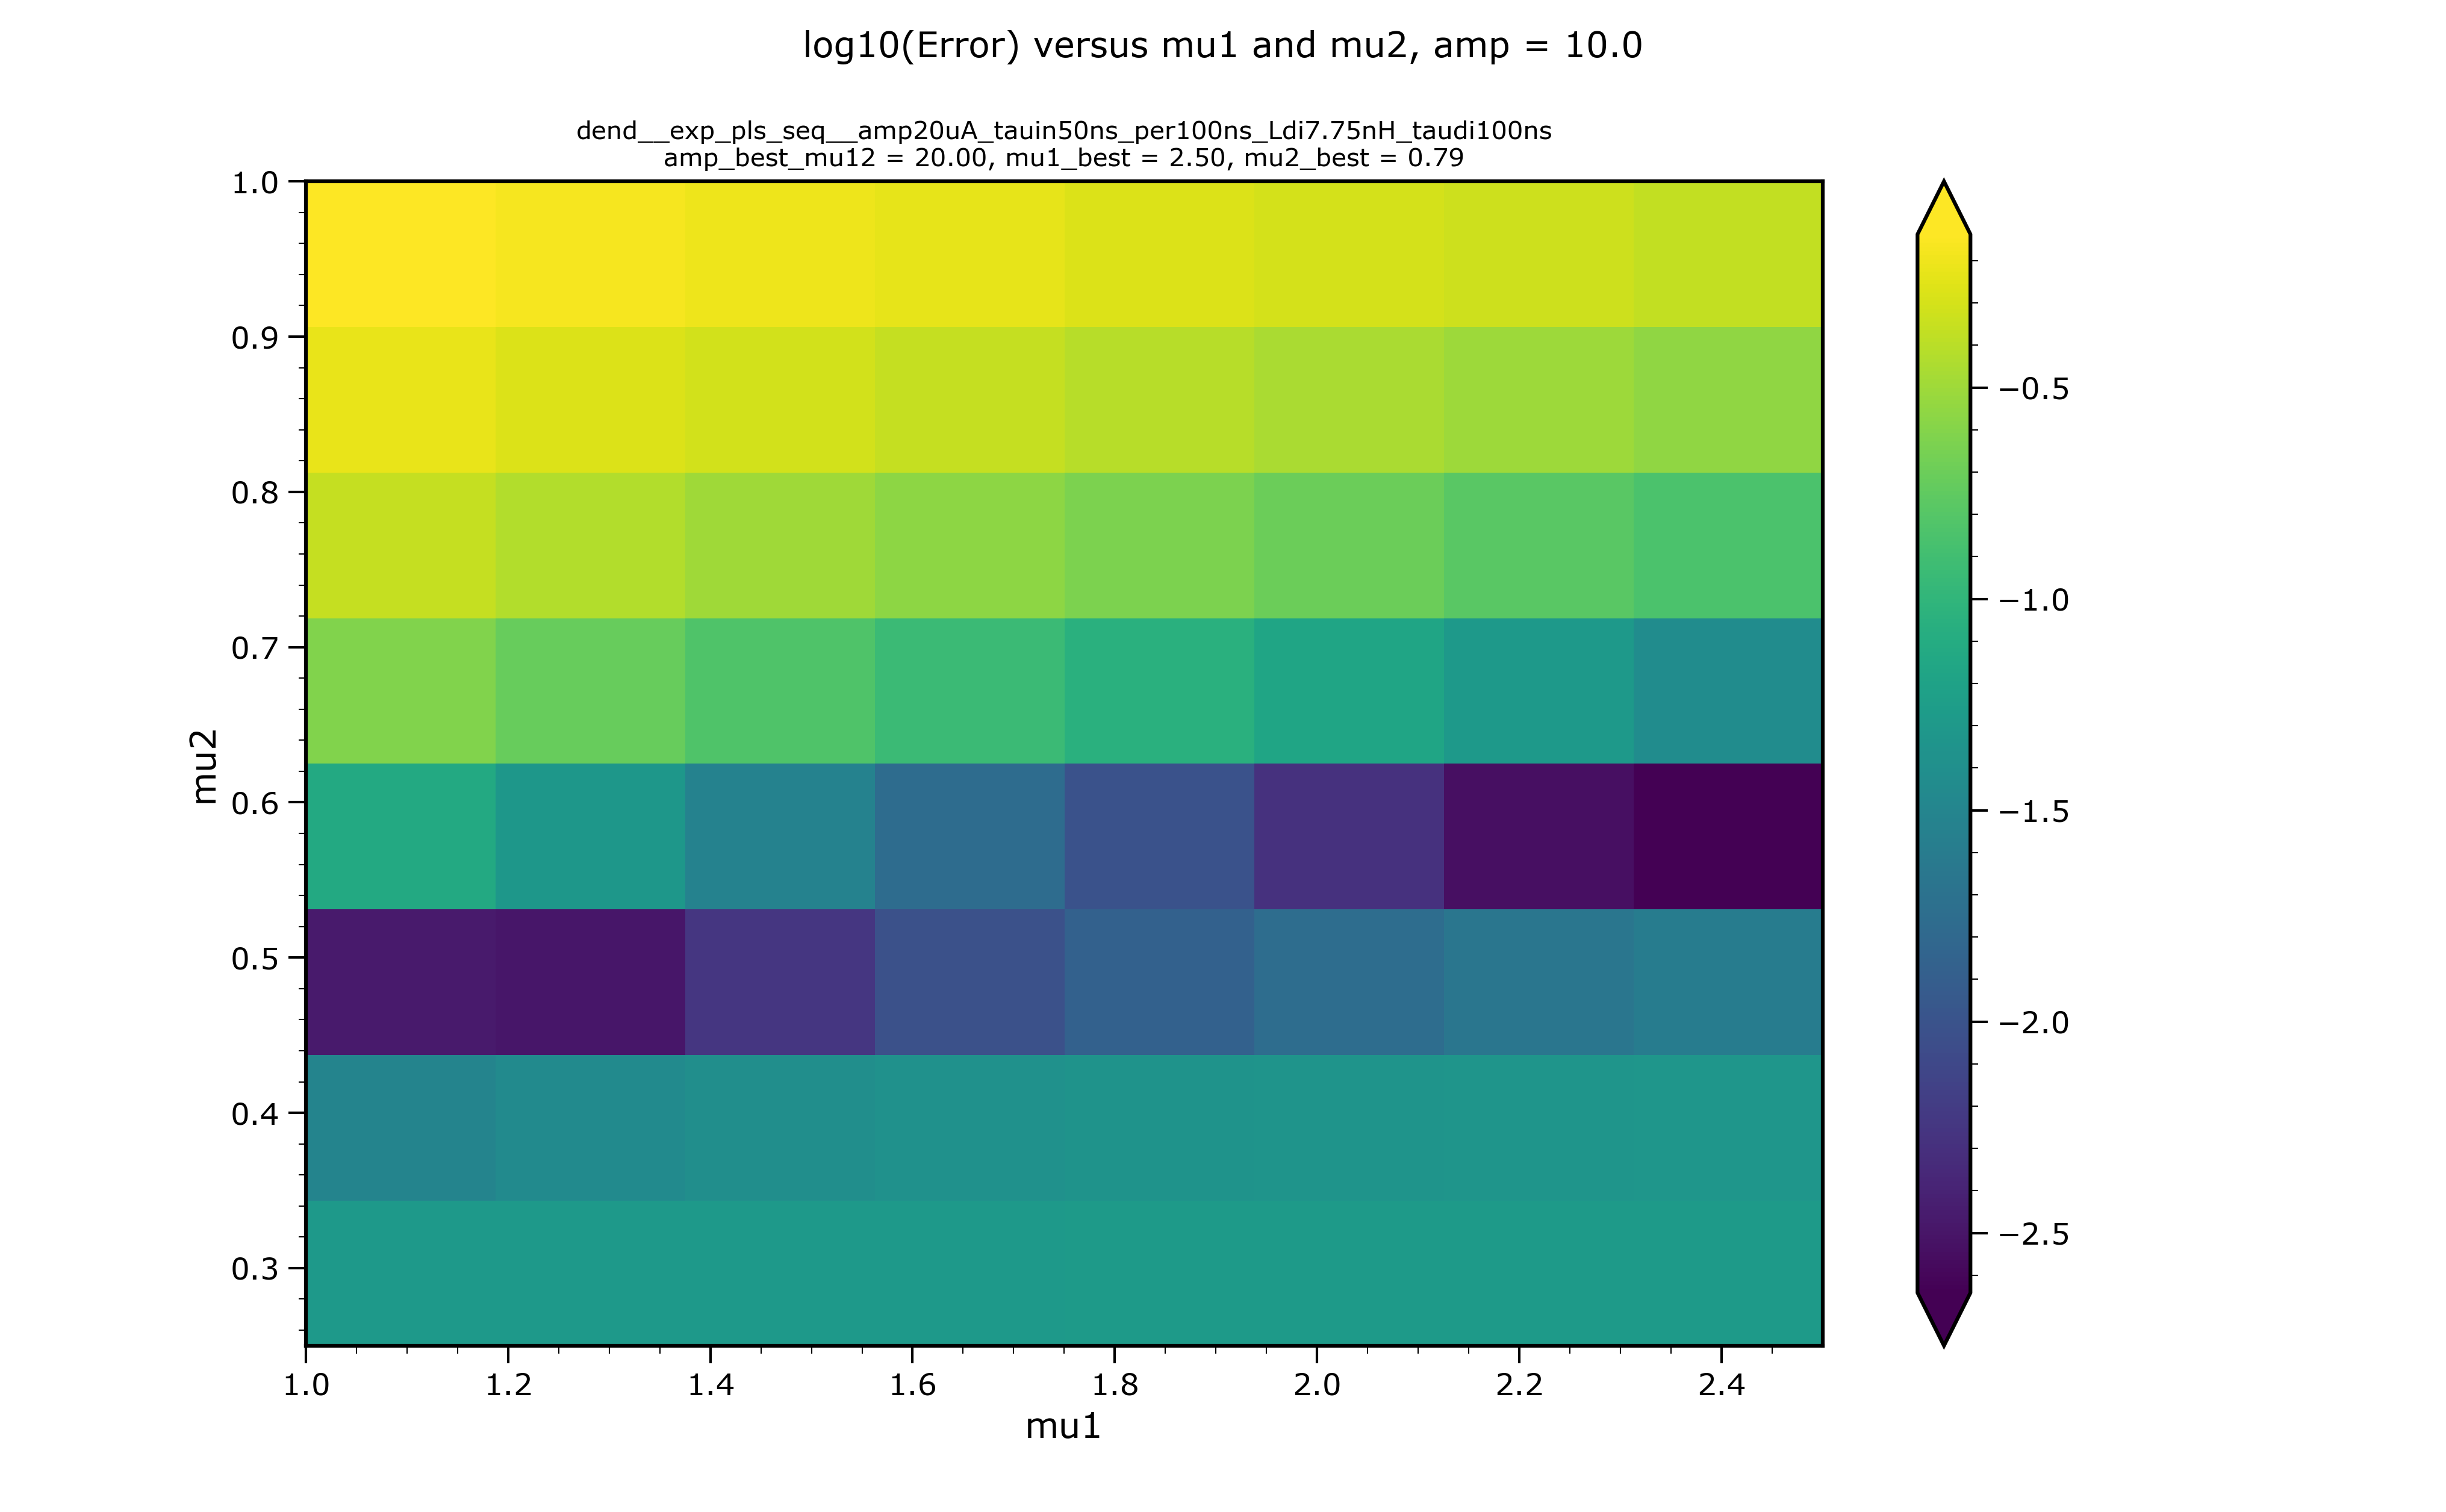 log10(Error) versus mu1 and mu2, amp = 10.0
dend__exp_pls_seq__amp20uA_tauin50ns_per100ns_Ldi7.75nH_taudi100ns
amp_best_mu12 = 20.00, mu1_best = 2.50, mu2_best = 0.79
1.0
0.9
0.8
0.7
0.6
0.5
0.4
0.3
mu2
1.0 1.2 1.4 1.6 1.8 2.0 2.2 2.4
mu1
−0.5
−1.0
−1.5
−2.0
−2.5